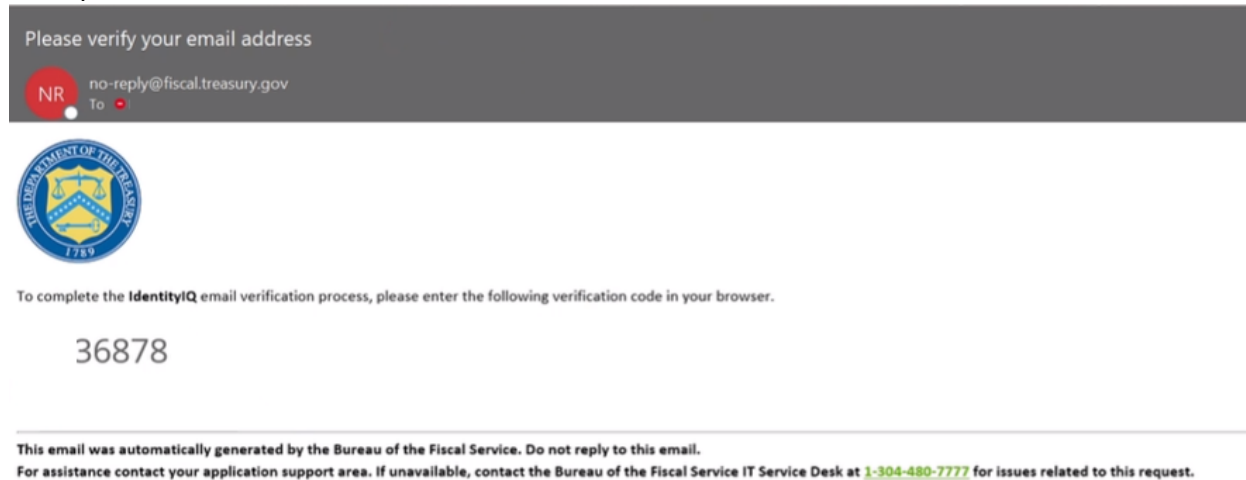 Please verify your email address
NR
no-reply@fiscal.treasury.gov
To
THE DEPARTMENT OF THE TREASURY
1789
To complete the IdentityIQ email verification process, please enter the following verification code in your browser.
36878
This email was automatically generated by the Bureau of the Fiscal Service. Do not reply to this email.
For assistance contact your application support area. If unavailable, contact the Bureau of the Fiscal Service IT Service Desk at 1-304-480-7777 for issues related to this request.